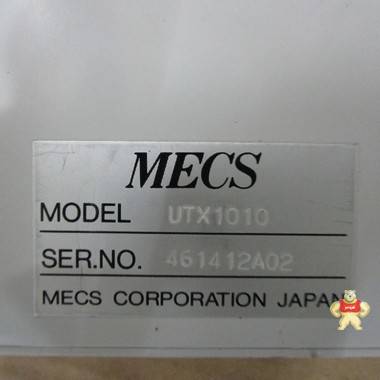 MECS
MODEL UTX1010
SER.NO. 461412A02
MECS CORPORATION JAPAN